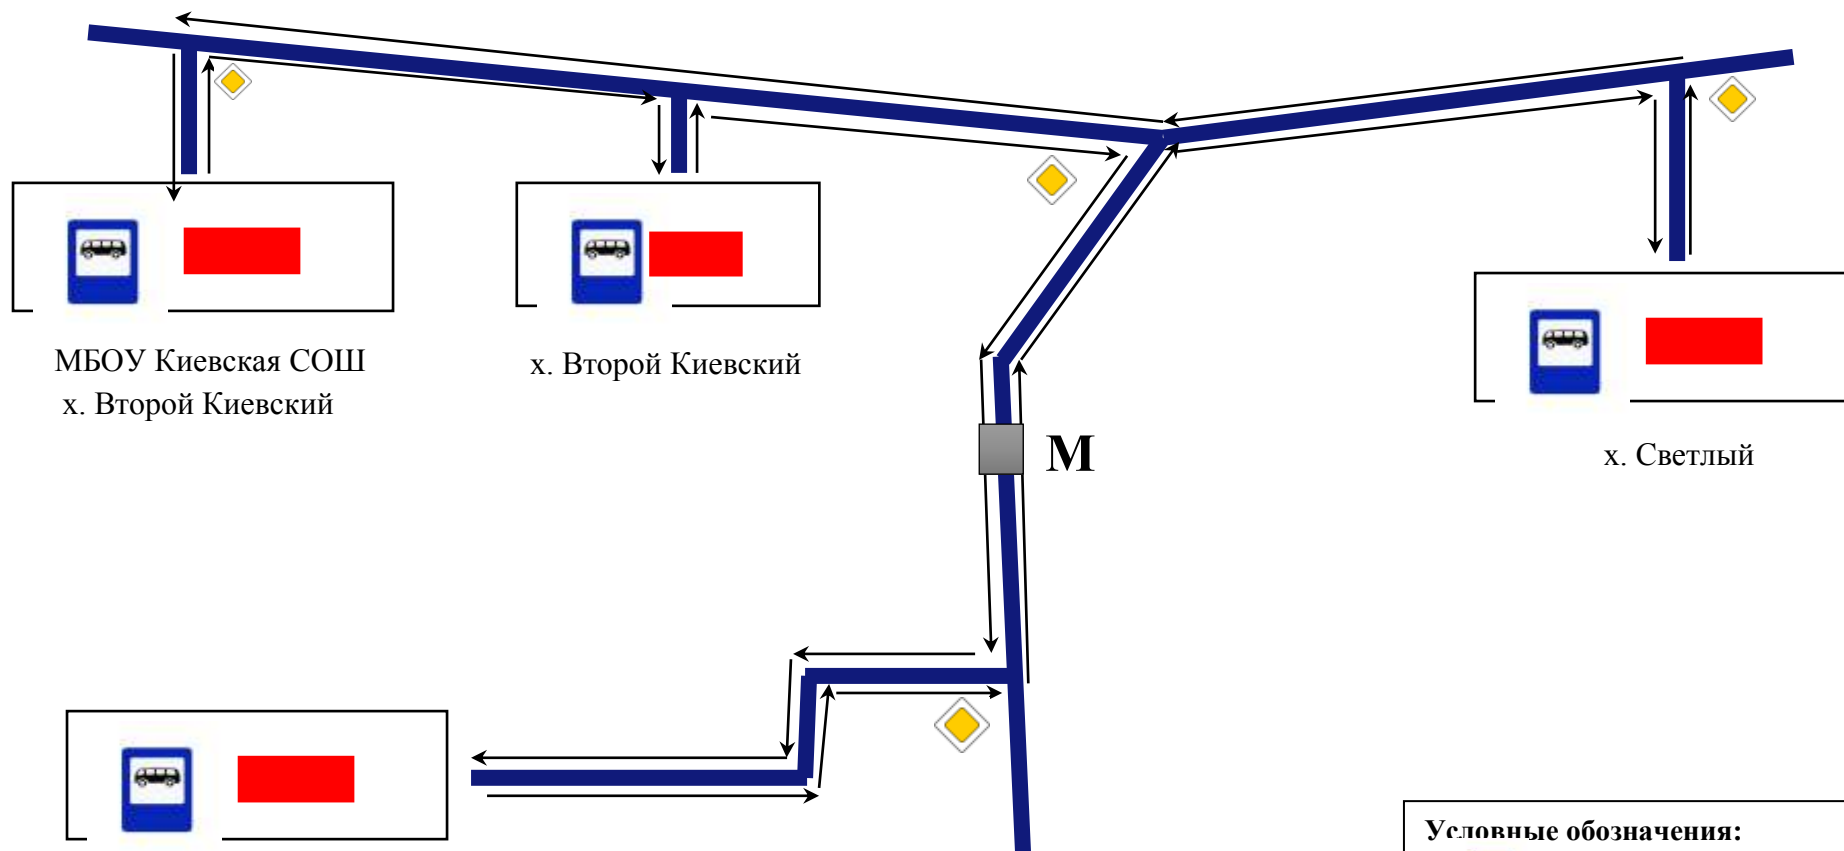 МБОУ Киевская СОШ
х. Второй Киевский
х. Второй Киевский
М
х. Светлый
Условные обозначения: